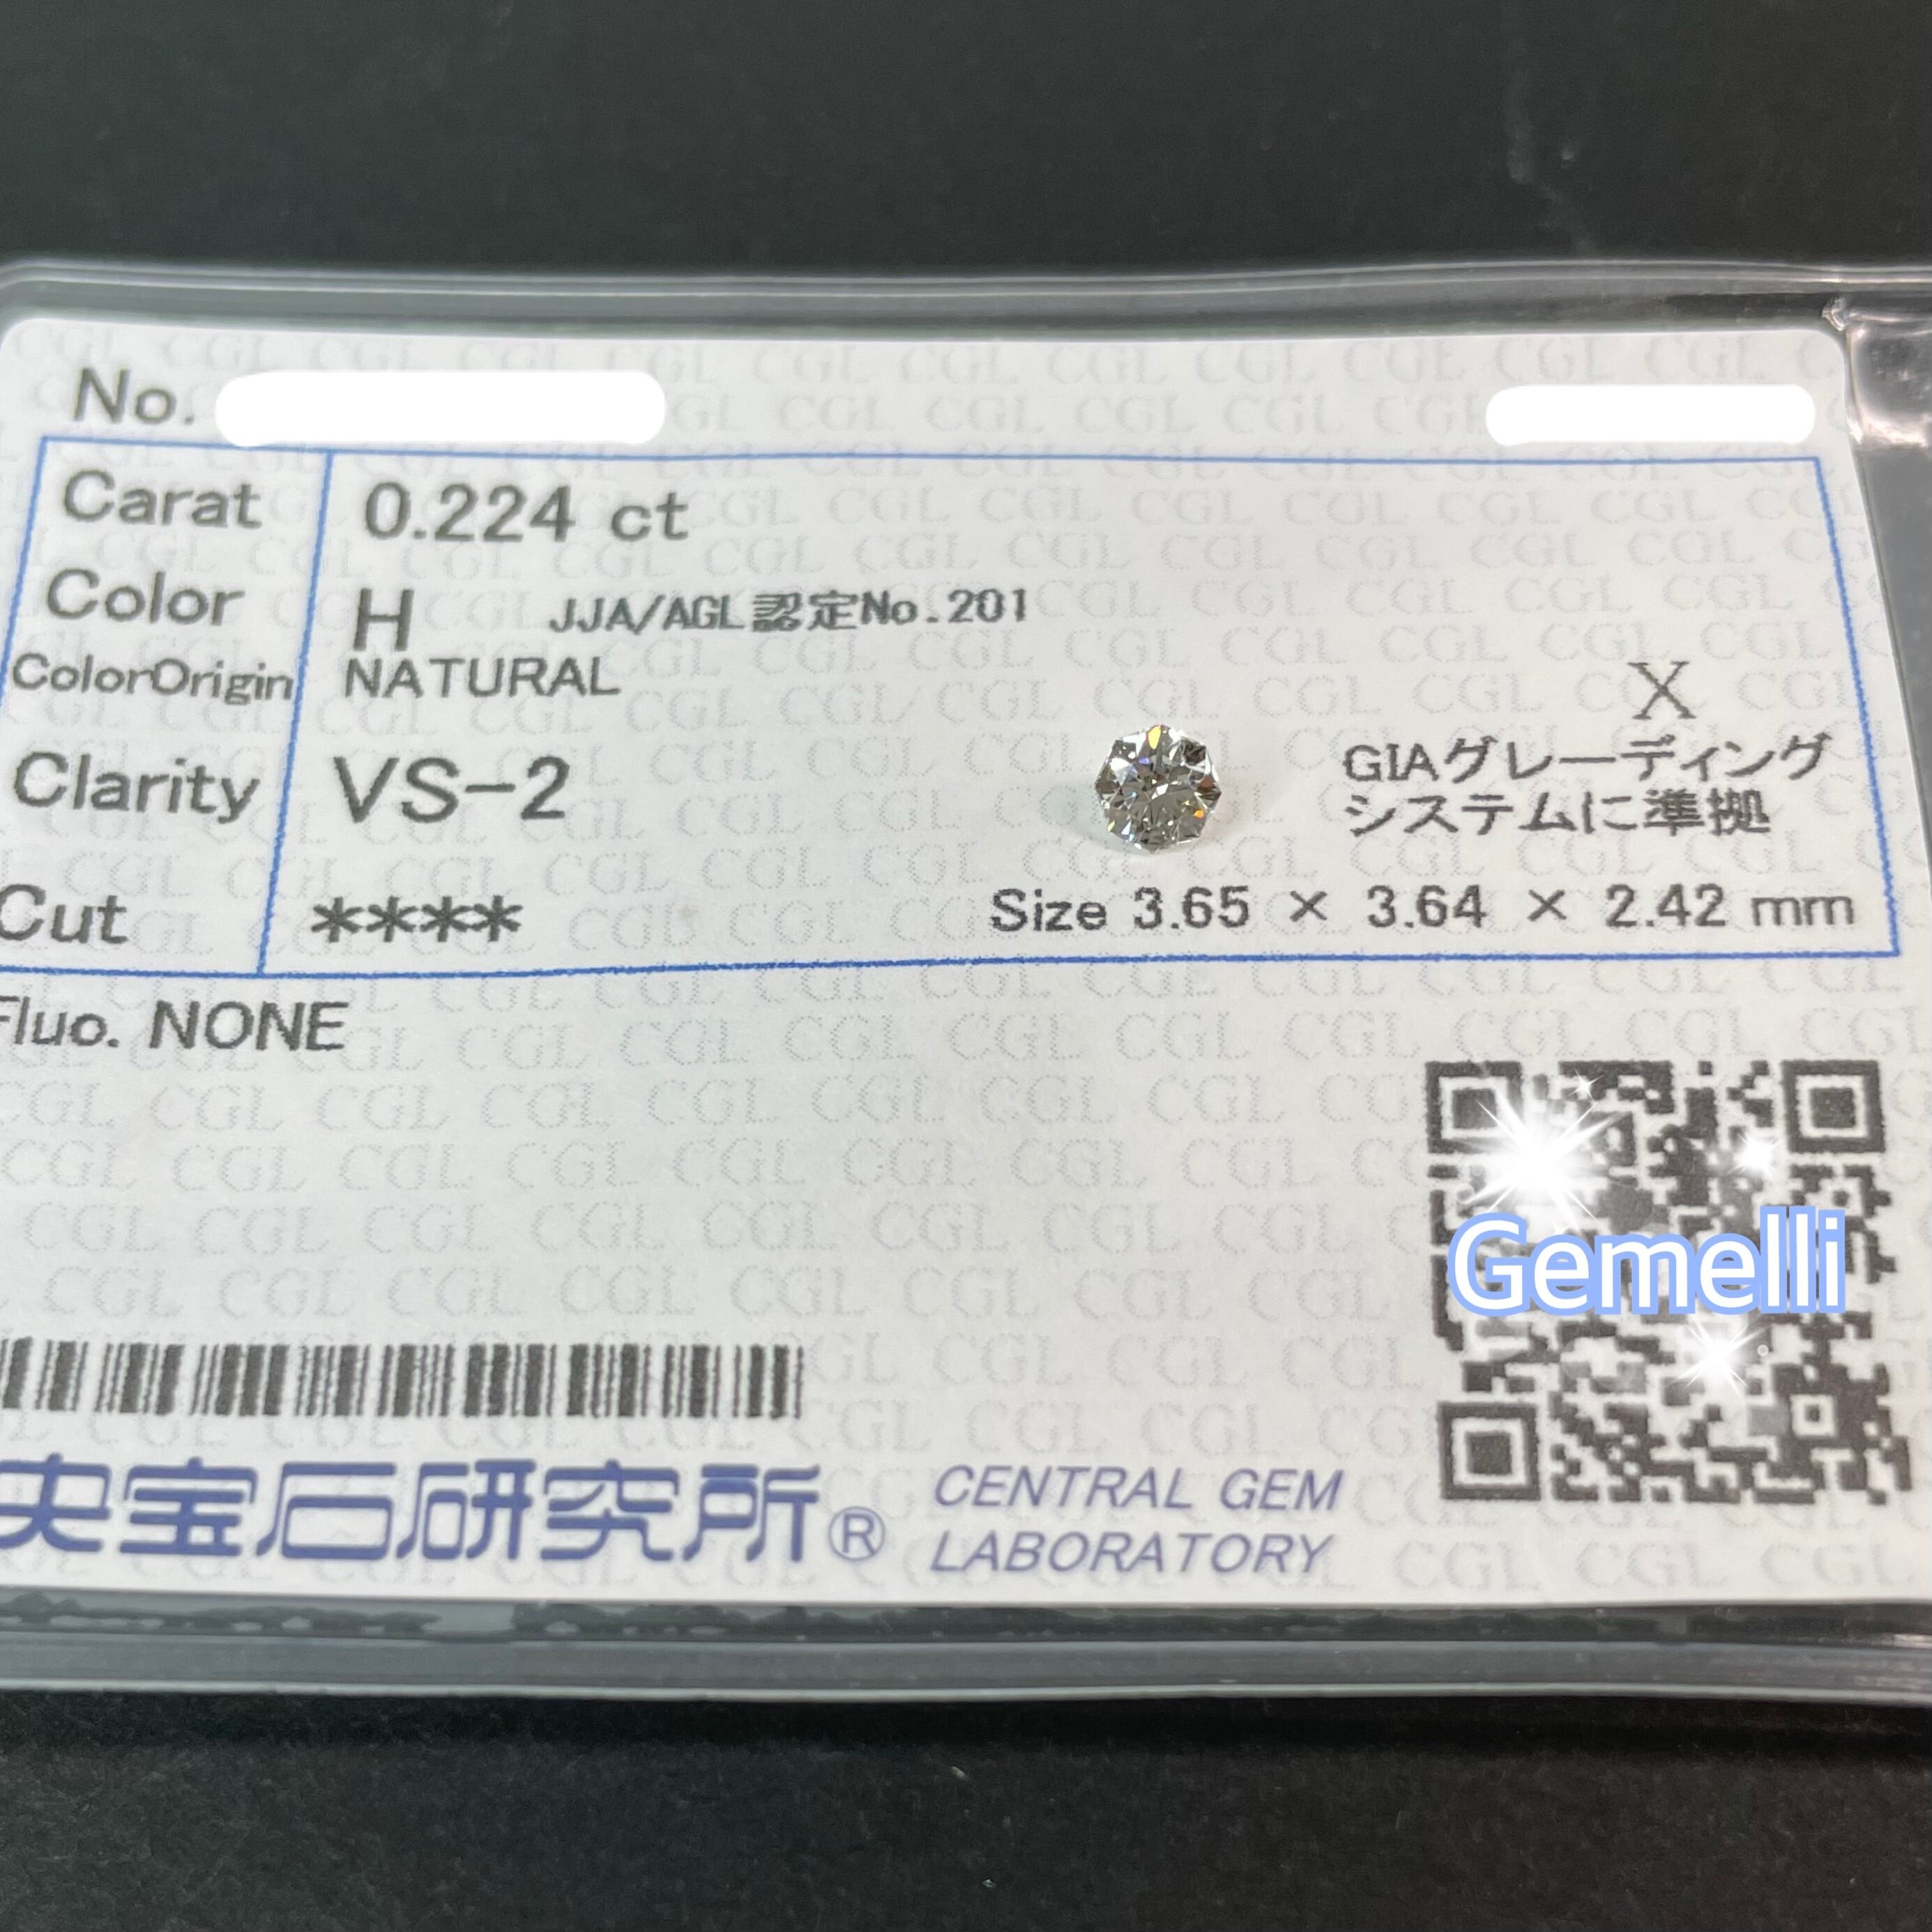 No.
Carat 0.224 ct
Color H JJA/AGL認定No.201
ColorOrigin NATURAL
X
Clarity VS-2
GIAグレーディング
システムに準拠
Cut ****
Size 3.65 × 3.64 × 2.42 mm
Fluo. NONE
Gemelli
央宝石研究所® CENTRAL GEM
LABORATORY